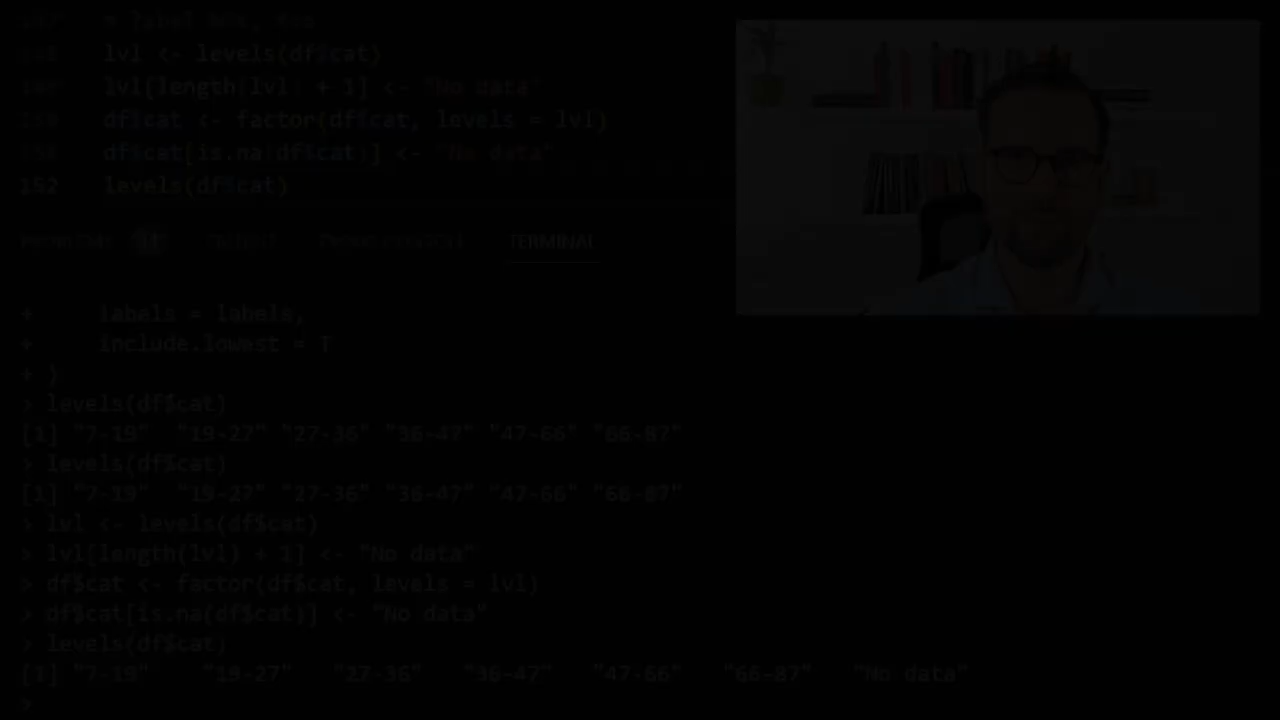 lvl <- levels(df$cat)
lvl[length(lvl) + 1] <- "No data"
df$cat <- factor(df$cat, levels = lvl)
df$cat[is.na(df$cat)] <- "No data"
152 levels(df$cat)
TERMINAL
+ labels = labels,
+ include.lowest = T
+ )
> levels(df$cat)
[1] "7-19" "19-27" "27-36" "36-47" "47-66" "66-87"
> levels(df$cat)
[1] "7-19" "19-27" "27-36" "36-47" "47-66" "66-87"
> lvl <- levels(df$cat)
> lvl[length(lvl) + 1] <- "No data"
> df$cat <- factor(df$cat, levels = lvl)
> df$cat[is.na(df$cat)] <- "No data"
> levels(df$cat)
[1] "7-19" "19-27" "27-36" "36-47" "47-66" "66-87" "No data"
>